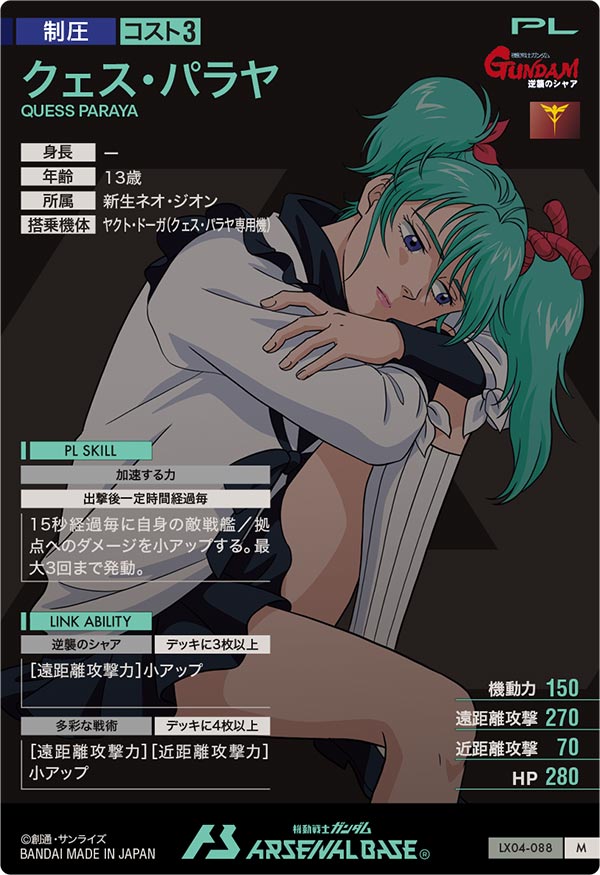 制圧 コスト3 PL
クェス・パラヤ
QUESS PARAYA
機動戦士ガンダム
GUNDAM
逆襲のシャア
身長 ー
年齢 13歳
所属 新生ネオ・ジオン
搭乗機体 ヤクト・ドーガ(クェス・パラヤ専用機)
PL SKILL
加速する力
出撃後一定時間経過毎
15秒経過毎に自身の敵戦艦／拠
点へのダメージを小アップする。最
大3回まで発動。
LINK ABILITY
逆襲のシャア デッキに3枚以上
[遠距離攻撃力]小アップ
多彩な戦術 デッキに4枚以上
[遠距離攻撃力][近距離攻撃力]
小アップ
機動力 150
遠距離攻撃 270
近距離攻撃 70
HP 280
©創通・サンライズ
BANDAI MADE IN JAPAN
機動戦士ガンダム
ARSENAL BASE®
LX04-088 M